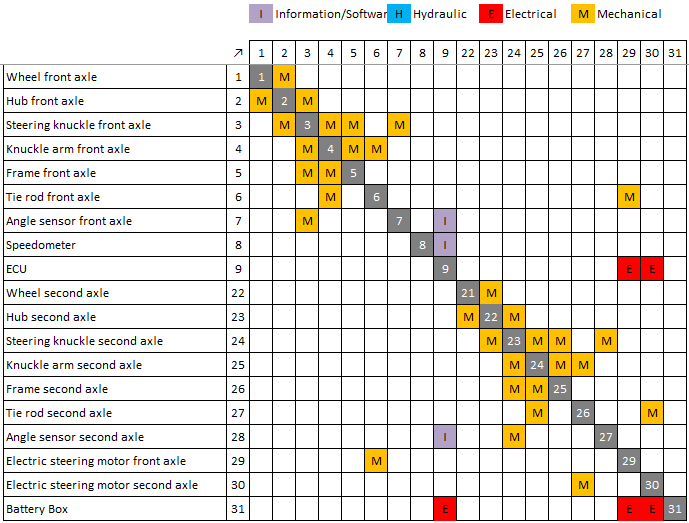 I Information/Softwar H Hydraulic E Electrical M Mechanical
↗ 1 2 3 4 5 6 7 8 9 22 23 24 25 26 27 28 29 30 31
Wheel front axle 1 1 M
Hub front axle 2 M 2 M
Steering knuckle front axle 3 M 3 M M M
Knuckle arm front axle 4 M 4 M M
Frame front axle 5 M M 5
Tie rod front axle 6 M 6 M
Angle sensor front axle 7 M 7 I
Speedometer 8 8 I
ECU 9 9 E E
Wheel second axle 22 21 M
Hub second axle 23 M 22 M
Steering knuckle second axle 24 M 23 M M M
Knuckle arm second axle 25 M 24 M M
Frame second axle 26 M M 25
Tie rod second axle 27 M 26 M
Angle sensor second axle 28 I M 27
Electric steering motor front axle 29 M 29
Electric steering motor second axle 30 M 30
Battery Box 31 E E E 31